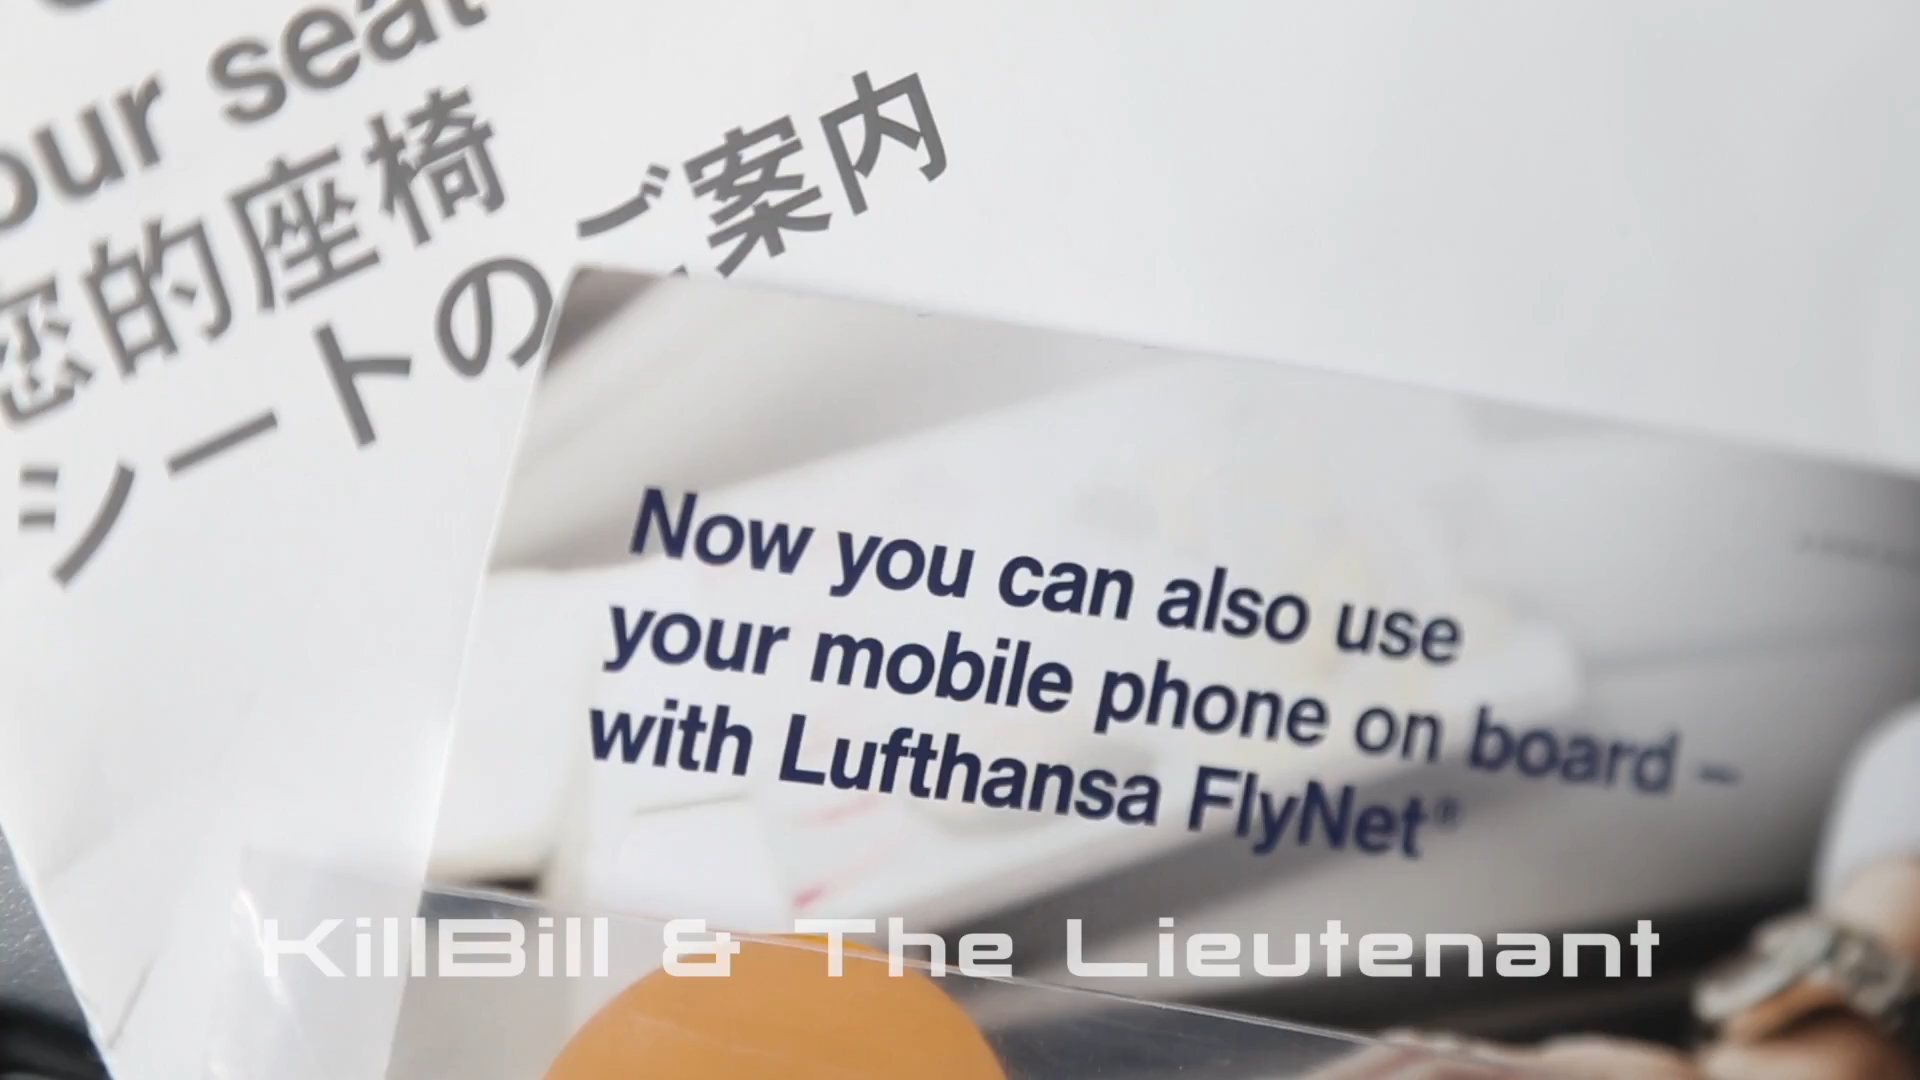 our seat
您的座椅
シートのご案内
Now you can also use
your mobile phone on board –
with Lufthansa FlyNet®
KillBill & The Lieutenant